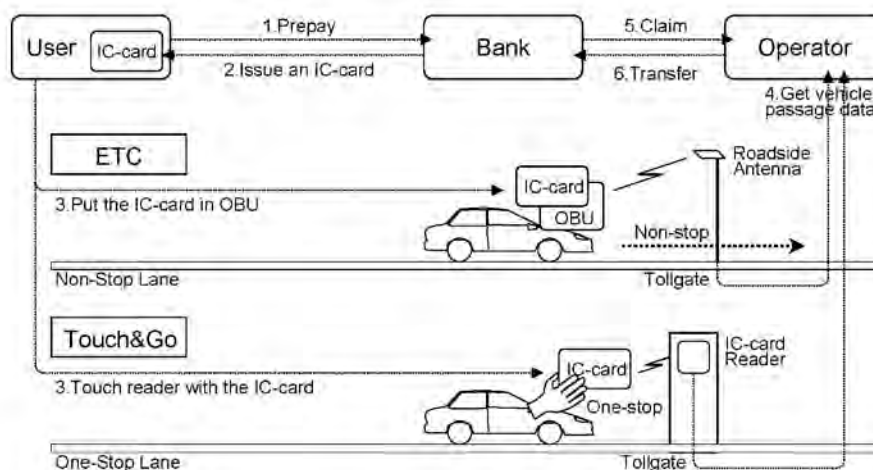 User
IC-card
1.Prepay
2.Issue an IC-card
Bank
5.Claim
6.Transfer
Operator
4.Get vehicle
passage data
ETC
3.Put the IC-card in OBU
IC-card
OBU
Roadside
Antenna
Non-stop
Non-Stop Lane
Tollgate
Touch&Go
3.Touch reader with the IC-card
IC-card
One-stop
IC-card
Reader
One-Stop Lane
Tollgate